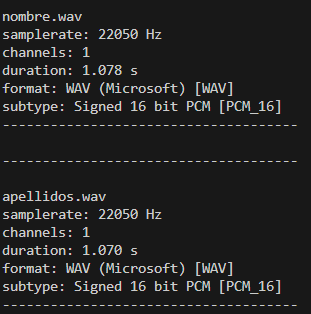 nombre.wav
samplerate: 22050 Hz
channels: 1
duration: 1.078 s
format: WAV (Microsoft) [WAV]
subtype: Signed 16 bit PCM [PCM_16]
-------------------------------------
-------------------------------------
apellidos.wav
samplerate: 22050 Hz
channels: 1
duration: 1.070 s
format: WAV (Microsoft) [WAV]
subtype: Signed 16 bit PCM [PCM_16]
-------------------------------------